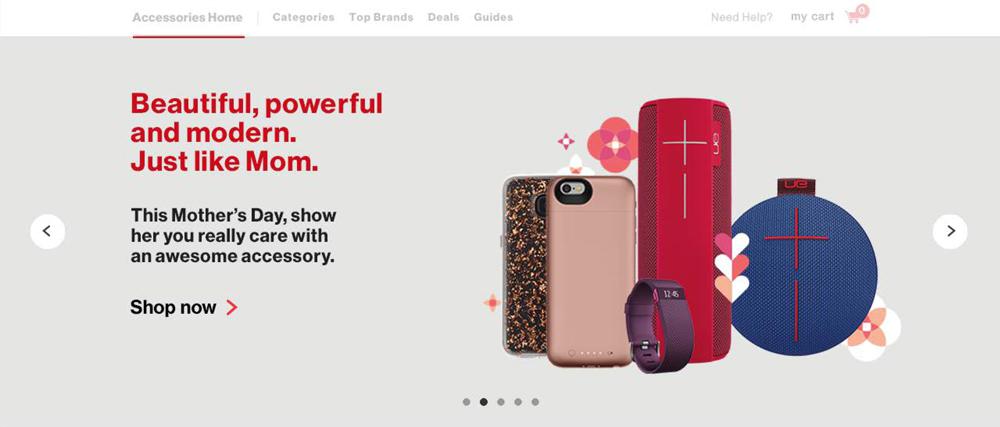 Accessories Home
Categories
Top Brands
Deals
Guides
Need Help?
my cart
0
Beautiful, powerful
and modern.
Just like Mom.
This Mother's Day, show
her you really care with
an awesome accessory.
Shop now
UE
UE
12:45